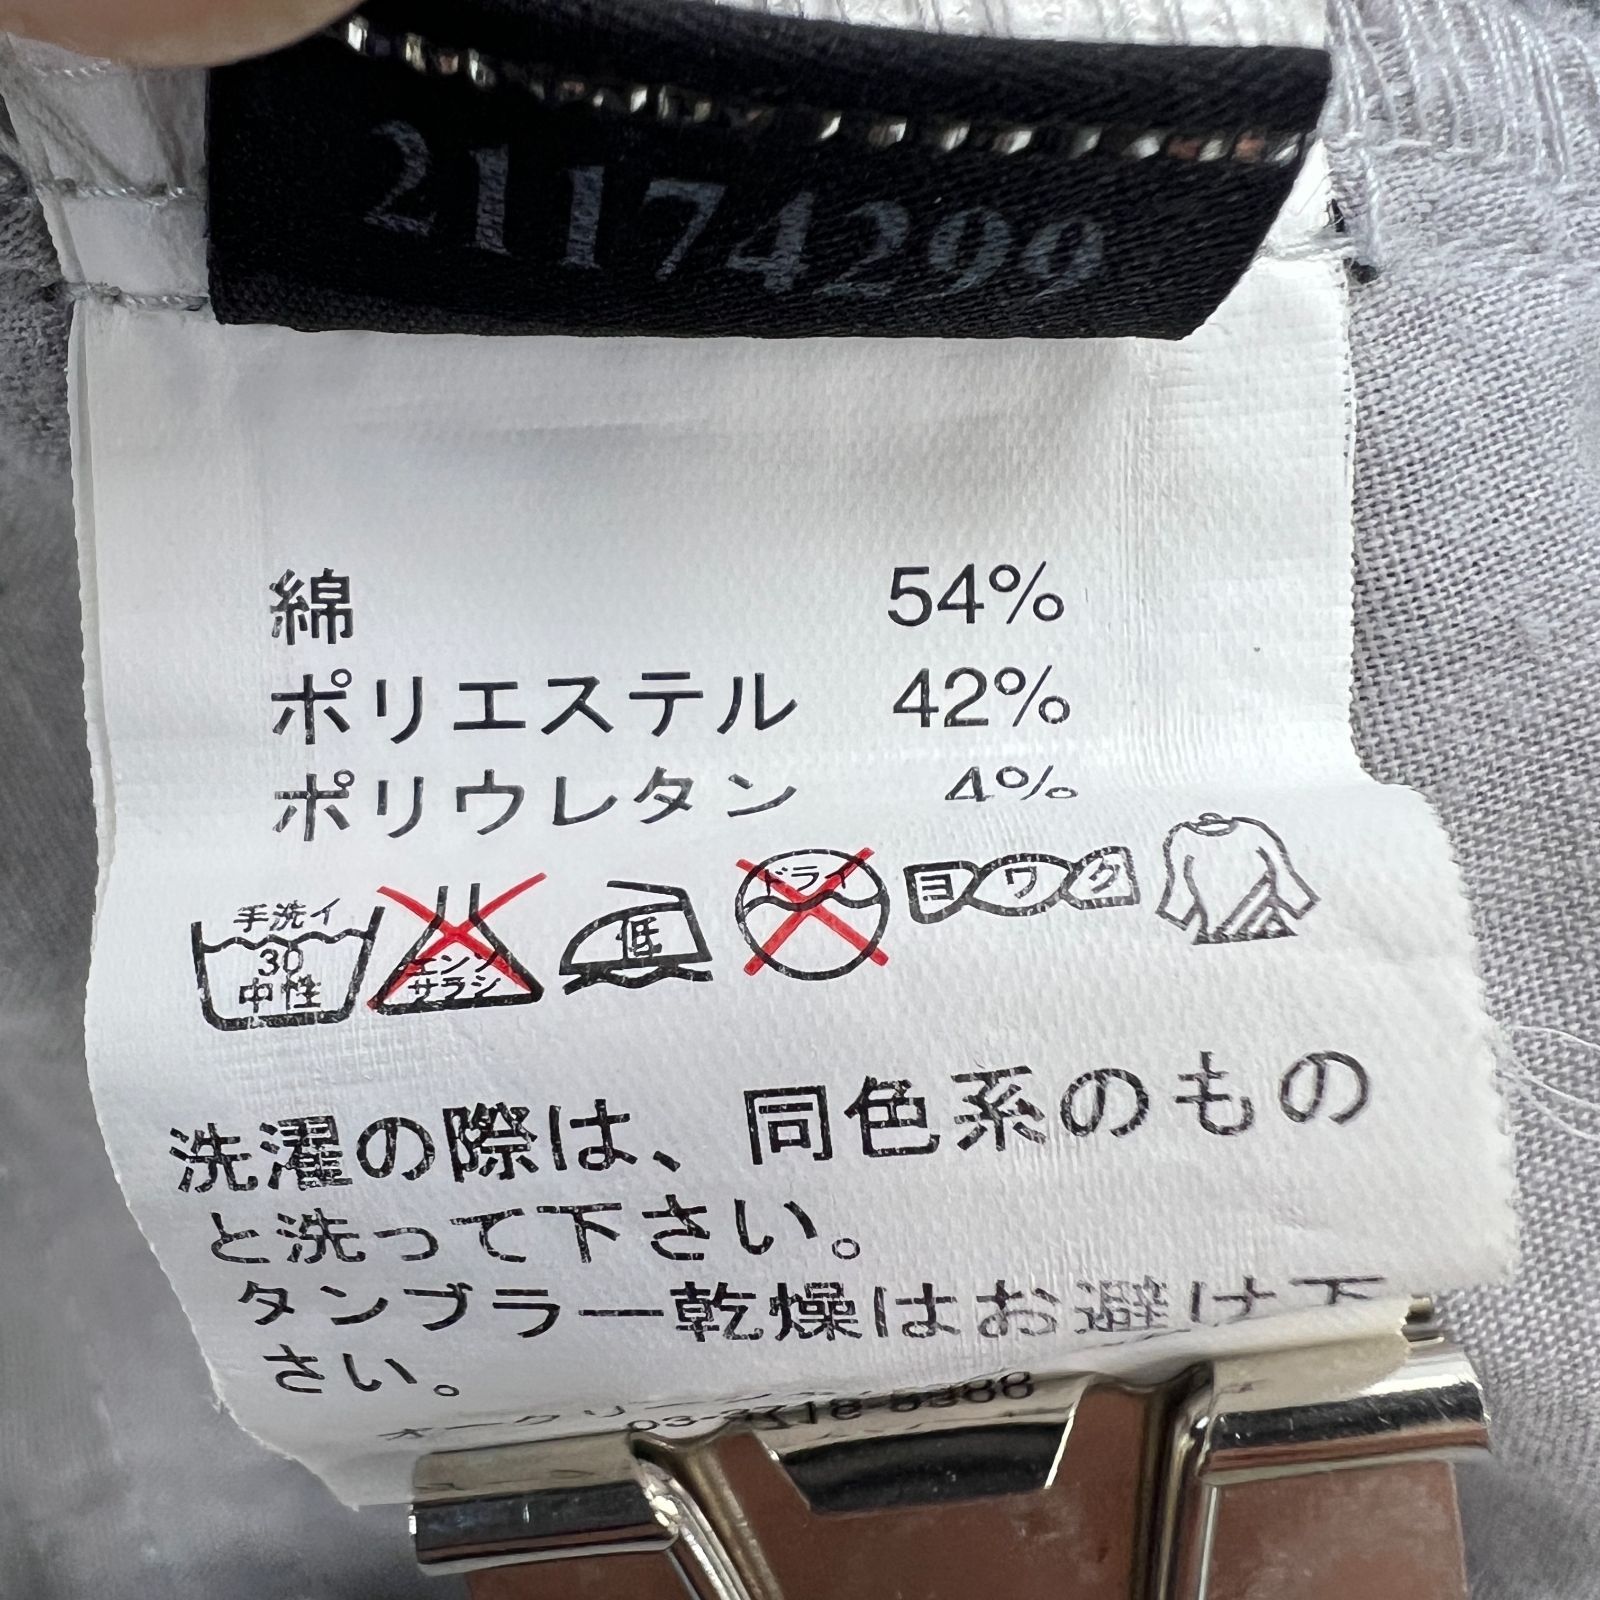 21174299
綿 54%
ポリエステル 42%
ポリウレタン 4%
手洗イ
30
中性
エンソ
サラシ
低
ドライ
ヨワク
洗濯の際は、同色系のもの
と洗って下さい。
タンブラー乾燥はお避け下
さい。